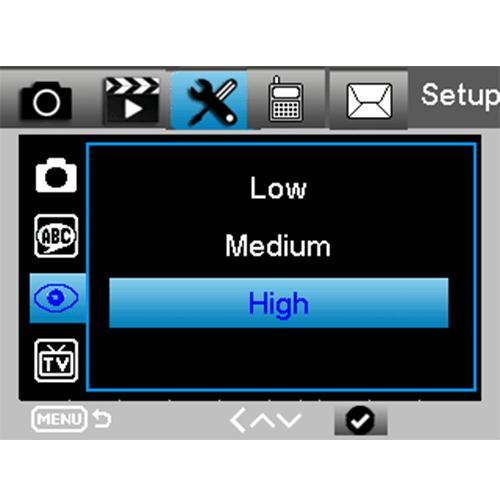 Setup
Low
ABC
Medium
High
TV
MENU